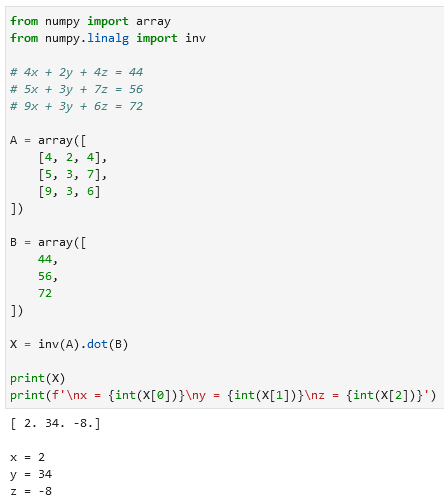 from numpy import array
from numpy.linalg import inv
# 4x + 2y + 4z = 44
# 5x + 3y + 7z = 56
# 9x + 3y + 6z = 72
A = array([
    [4, 2, 4],
    [5, 3, 7],
    [9, 3, 6]
])
B = array([
    44,
    56,
    72
])
X = inv(A).dot(B)
print(X)
print(f'\nx = {int(X[0])}\ny = {int(X[1])}\nz = {int(X[2])}')
[ 2. 34. -8.]
x = 2
y = 34
z = -8